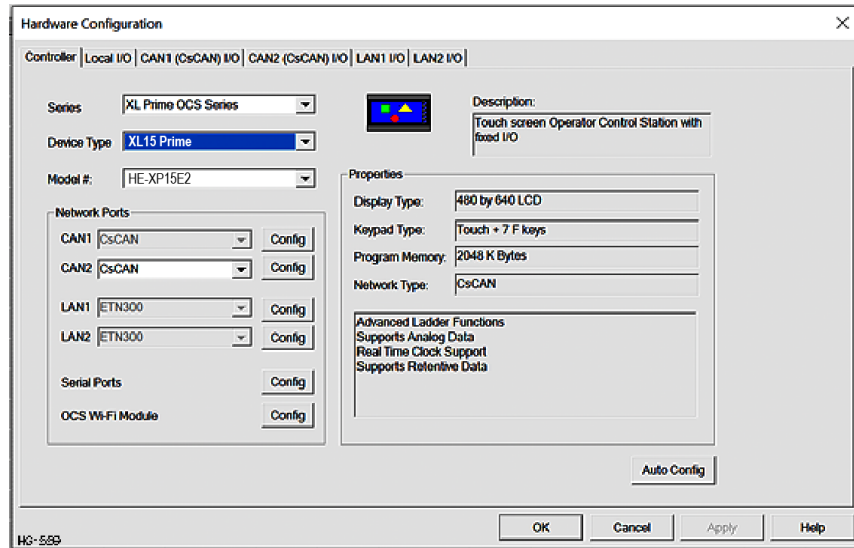 Hardware Configuration
Controller Local I/O CAN1 (CsCAN) I/O CAN2 (CsCAN) I/O LAN1 I/O LAN2 I/O
Series XL Prime OCS Series
Device Type XL15 Prime
Model #: HE-XP15E2
Description:
Touch screen Operator Control Station with
fixed I/O
Network Ports
CAN1 CsCAN Config
CAN2 CsCAN Config
LAN1 ETN300 Config
LAN2 ETN300 Config
Serial Ports Config
OCS Wi-Fi Module Config
Properties
Display Type: 480 by 640 LCD
Keypad Type: Touch + 7 F keys
Program Memory: 2048 K Bytes
Network Type: CsCAN
Advanced Ladder Functions
Supports Analog Data
Real Time Clock Support
Supports Retentive Data
Auto Config
OK Cancel Apply Help
HG-599